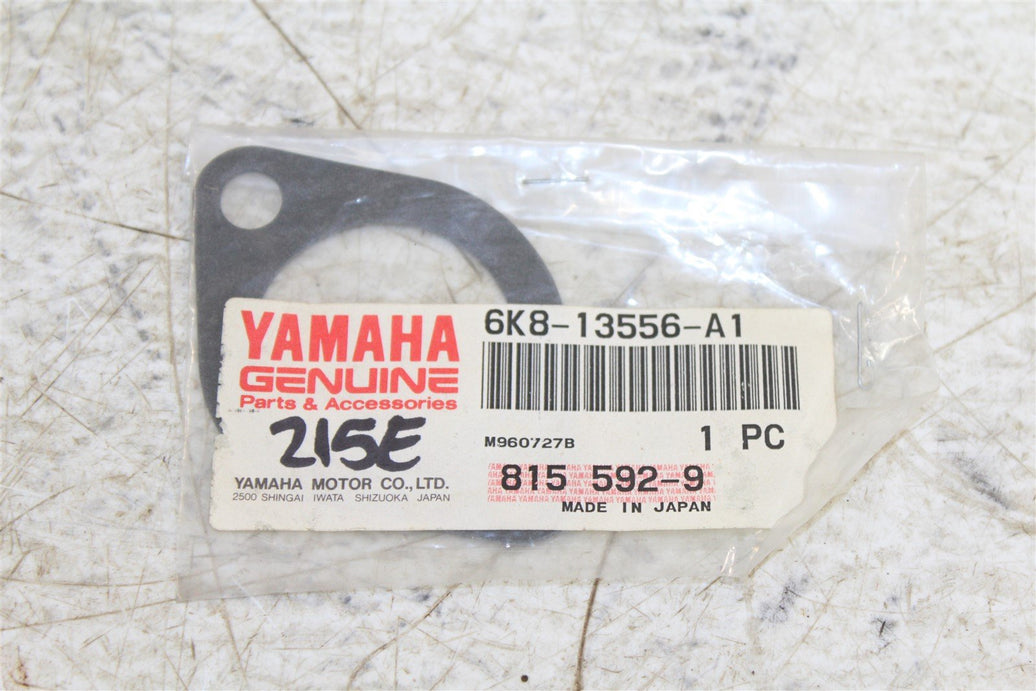 YAMAHA
GENUINE
Parts & Accessories
215E
YAMAHA MOTOR CO., LTD.
2500 SHINGAI IWATA SHIZUOKA JAPAN
6K8-13556-A1
M960727B 1 PC
815 592-9
MADE IN JAPAN